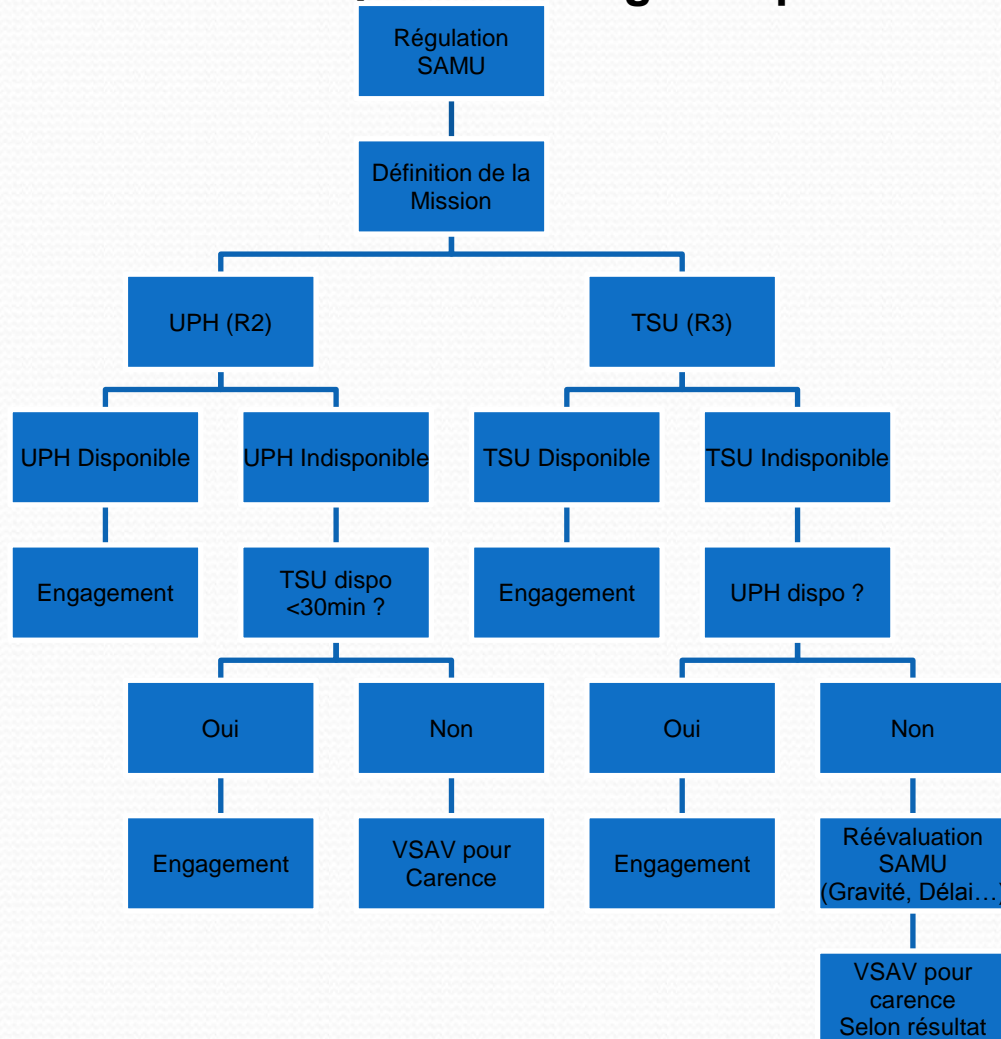 Régulation
SAMU
Définition de la
Mission
UPH (R2)
TSU (R3)
UPH Disponible
UPH Indisponible
TSU Disponible
TSU Indisponible
Engagement
TSU dispo
<30min ?
Engagement
UPH dispo ?
Oui
Non
Oui
Non
Engagement
VSAV pour
Carence
Engagement
Réévaluation
SAMU
(Gravité, Délai…)
VSAV pour
carence
Selon résultat